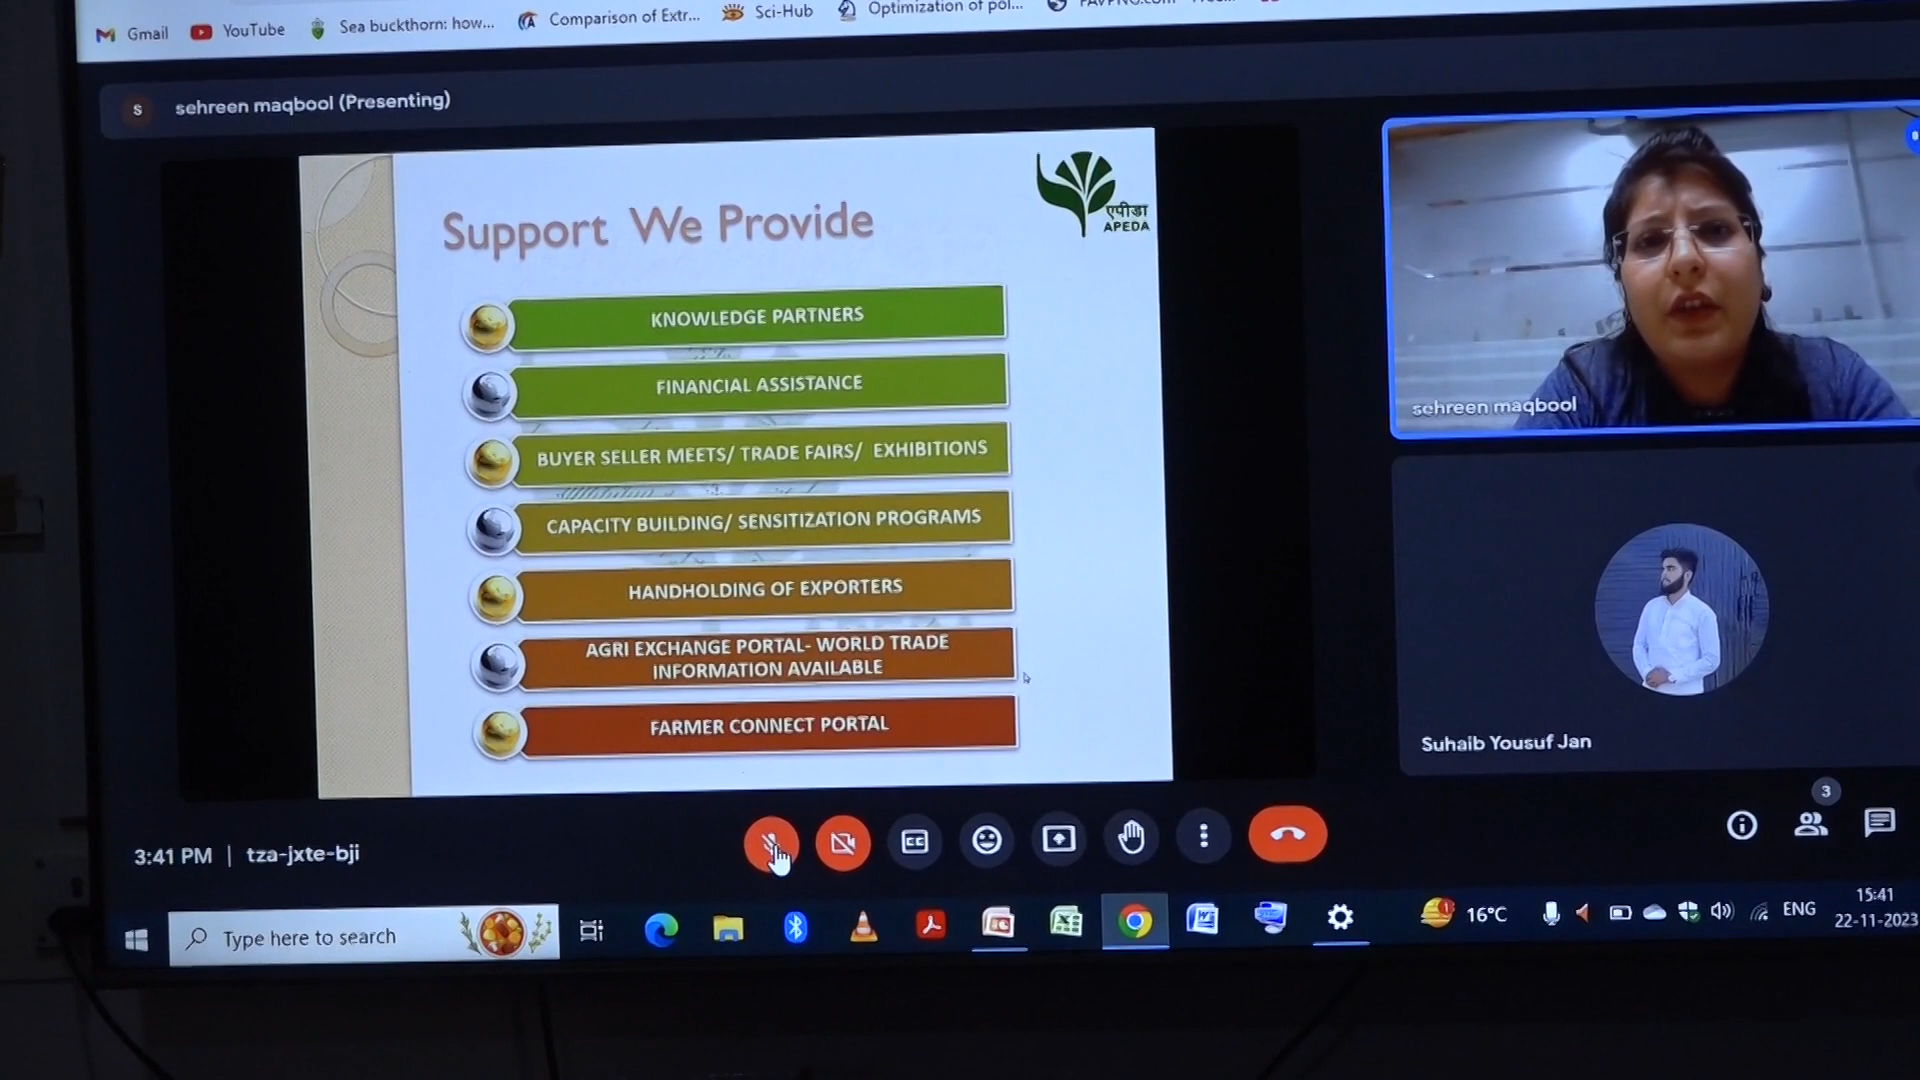 Gmail
YouTube
Sea buckthorn: how...
Comparison of Extr...
Sci-Hub
Optimization of pol...
S
sehreen maqbool (Presenting)
Support We Provide
एपीडा
APEDA
KNOWLEDGE PARTNERS
FINANCIAL ASSISTANCE
BUYER SELLER MEETS/ TRADE FAIRS/ EXHIBITIONS
CAPACITY BUILDING/ SENSITIZATION PROGRAMS
HANDHOLDING OF EXPORTERS
AGRI EXCHANGE PORTAL- WORLD TRADE
INFORMATION AVAILABLE
FARMER CONNECT PORTAL
sehreen maqbool
Suhaib Yousuf Jan
3
3:41 PM | tza-jxte-bji
CC
Type here to search
16°C
ENG
15:41
22-11-2023